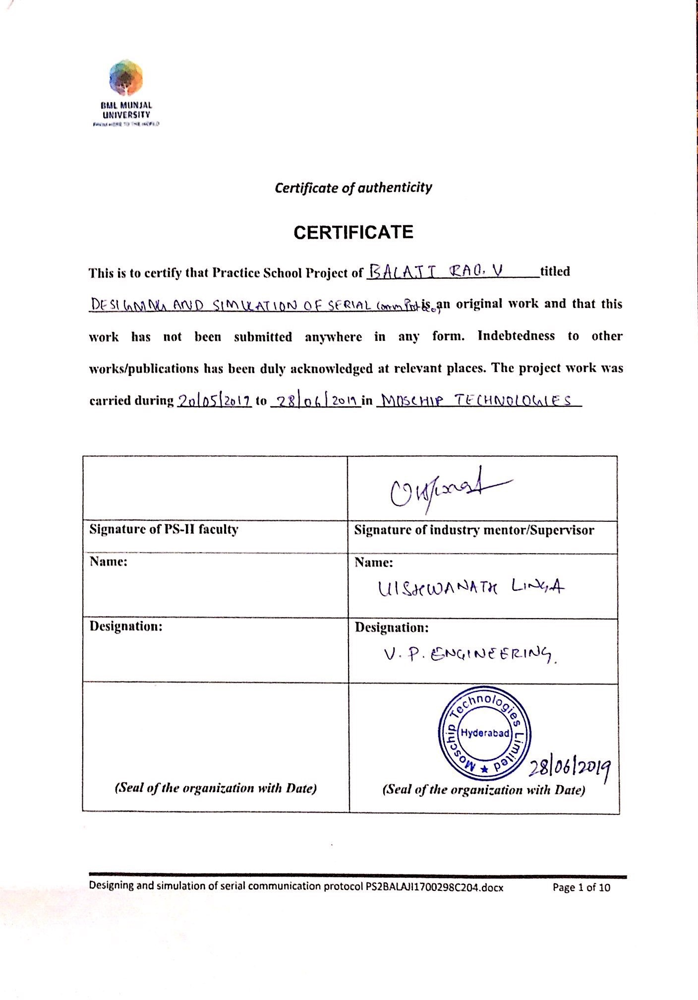 BML MUNJAL
UNIVERSITY
FROM HERE TO THE WORLD
Certificate of authenticity
CERTIFICATE
This is to certify that Practice School Project of BALAJI RAO. V titled
DESIGNING AND SIMULATION OF SERIAL Comm is an original work and that this
work has not been submitted anywhere in any form. Indebtedness to other
works/publications has been duly acknowledged at relevant places. The project work was
carried during 20/05/2019 to 28/06/2019 in MOSCHIP TECHNOLOGIES
Signature of PS-II faculty
Signature of industry mentor/Supervisor
Name:
Name:
VISHWANATH LINGA
Designation:
Designation:
V. P. ENGINEERING.
Moschip Technologies Limited ★
Hyderabad
28/06/2019
(Seal of the organization with Date)
(Seal of the organization with Date)
Designing and simulation of serial communication protocol PS2BALAJI1700298C204.docx Page 1 of 10